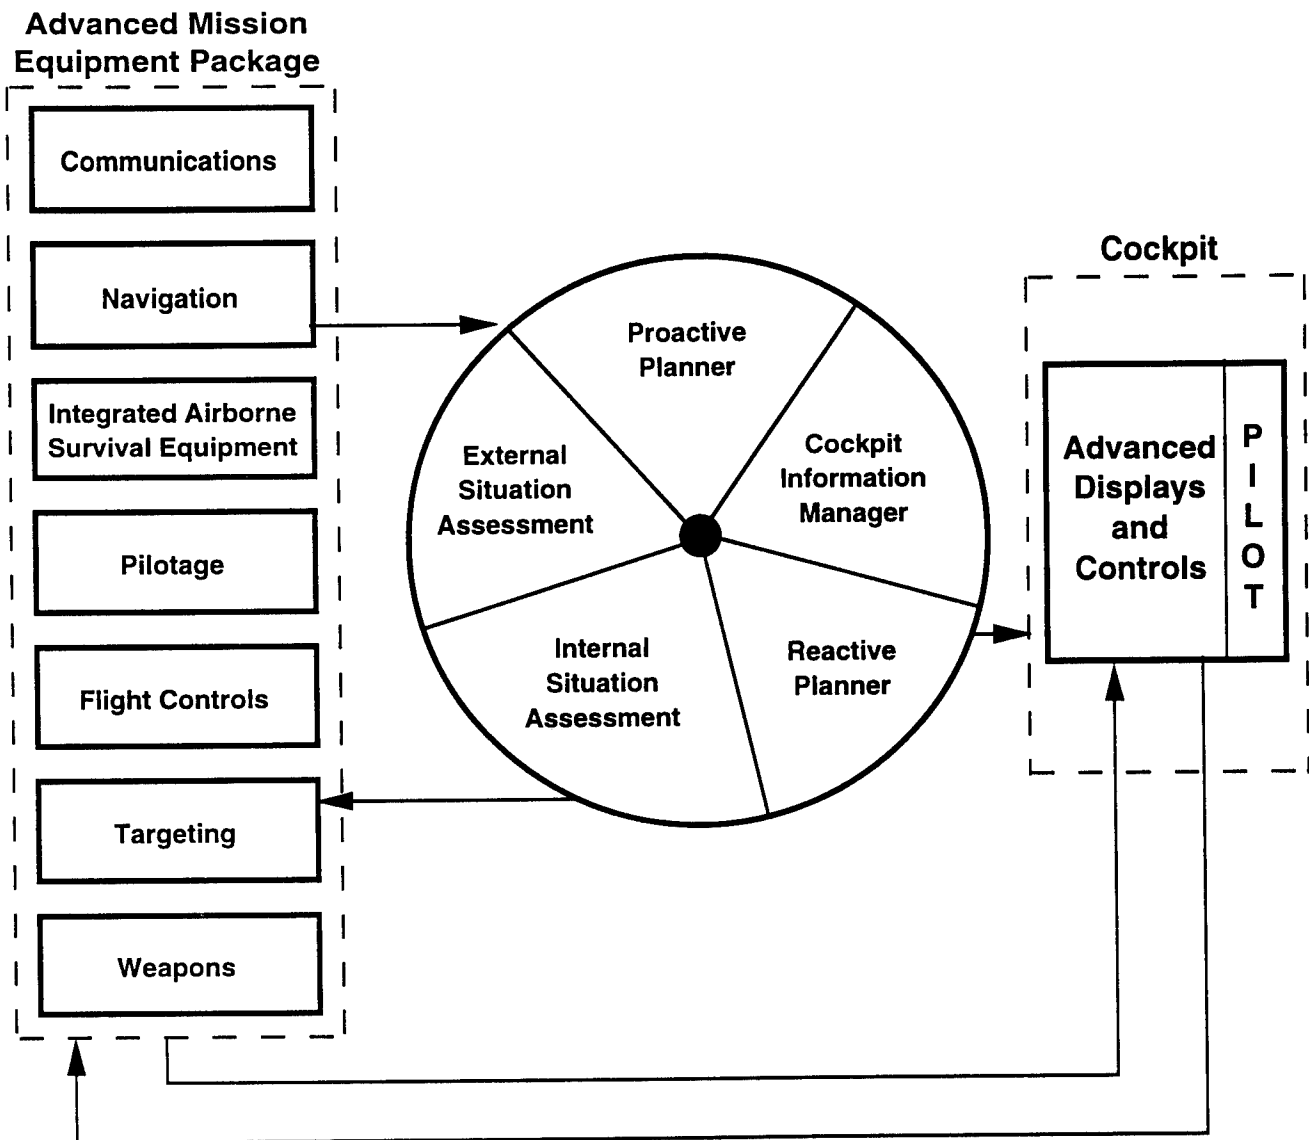 Advanced Mission
Equipment Package
Communications
Navigation
Integrated Airborne
Survival Equipment
Pilotage
Flight Controls
Targeting
Weapons
Proactive
Planner
External
Situation
Assessment
Cockpit
Information
Manager
Internal
Situation
Assessment
Reactive
Planner
Cockpit
Advanced
Displays
and
Controls
P
I
L
O
T